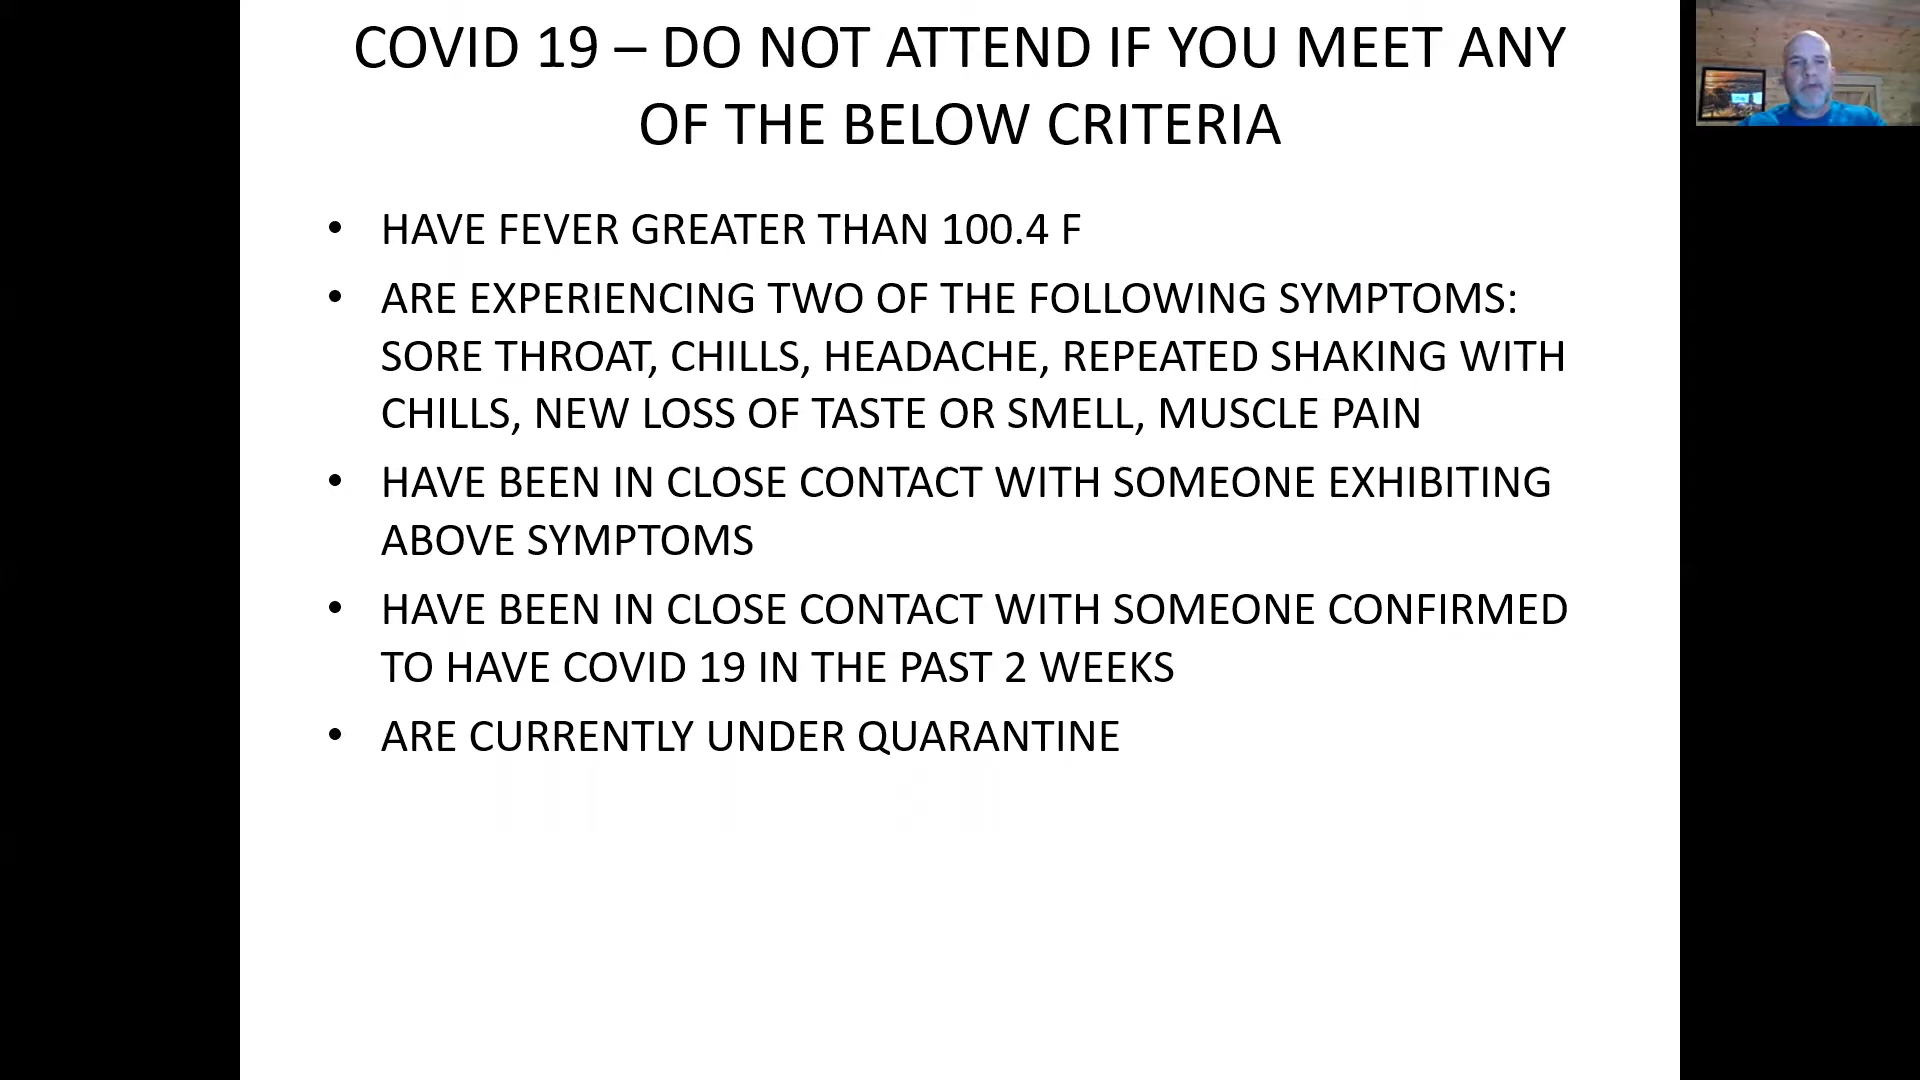 COVID 19 – DO NOT ATTEND IF YOU MEET ANY
OF THE BELOW CRITERIA
• HAVE FEVER GREATER THAN 100.4 F
• ARE EXPERIENCING TWO OF THE FOLLOWING SYMPTOMS:
SORE THROAT, CHILLS, HEADACHE, REPEATED SHAKING WITH
CHILLS, NEW LOSS OF TASTE OR SMELL, MUSCLE PAIN
• HAVE BEEN IN CLOSE CONTACT WITH SOMEONE EXHIBITING
ABOVE SYMPTOMS
• HAVE BEEN IN CLOSE CONTACT WITH SOMEONE CONFIRMED
TO HAVE COVID 19 IN THE PAST 2 WEEKS
• ARE CURRENTLY UNDER QUARANTINE